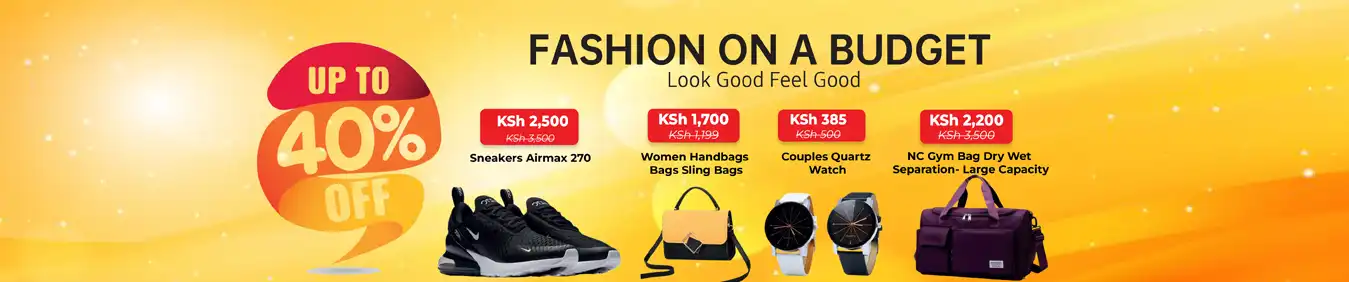 UP TO
40%
OFF
FASHION ON A BUDGET
Look Good Feel Good
KSh 2,500
KSh 3,500
Sneakers Airmax 270
KSh 1,700
KSh 1,199
Women Handbags
Bags Sling Bags
KSh 385
KSh 500
Couples Quartz
Watch
KSh 2,200
KSh 3,500
NC Gym Bag Dry Wet
Separation- Large Capacity